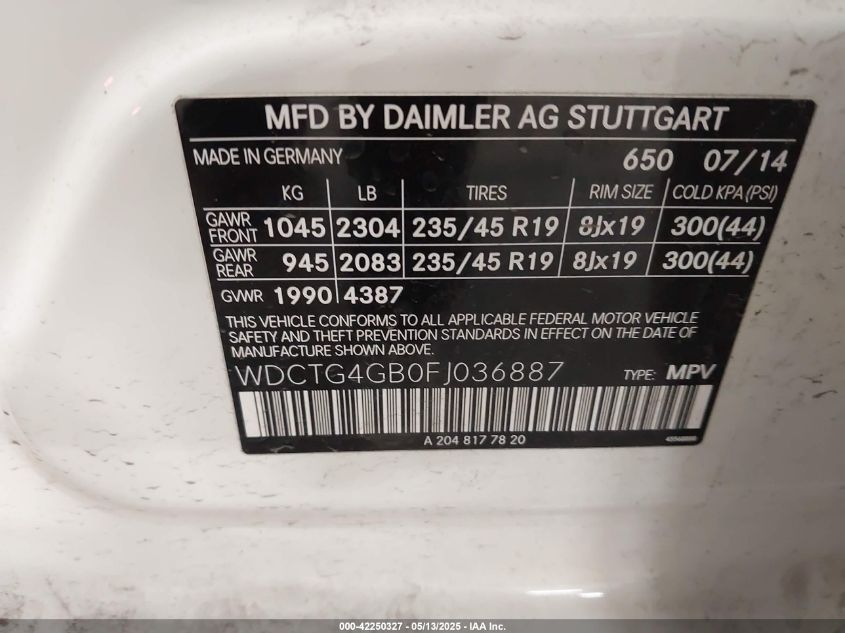 MFD BY DAIMLER AG STUTTGART
MADE IN GERMANY 650 07/14
KG LB TIRES RIM SIZE COLD KPA (PSI)
GAWR FRONT 1045 2304 235/45 R19 8Jx19 300(44)
GAWR REAR 945 2083 235/45 R19 8Jx19 300(44)
GVWR 1990 4387
THIS VEHICLE CONFORMS TO ALL APPLICABLE FEDERAL MOTOR VEHICLE
SAFETY AND THEFT PREVENTION STANDARDS IN EFFECT ON THE DATE OF
MANUFACTURE SHOWN ABOVE.
WDCTG4GB0FJ036887 TYPE: MPV
A 204 817 78 20
000-42250327 - 05/13/2025 - IAA Inc.